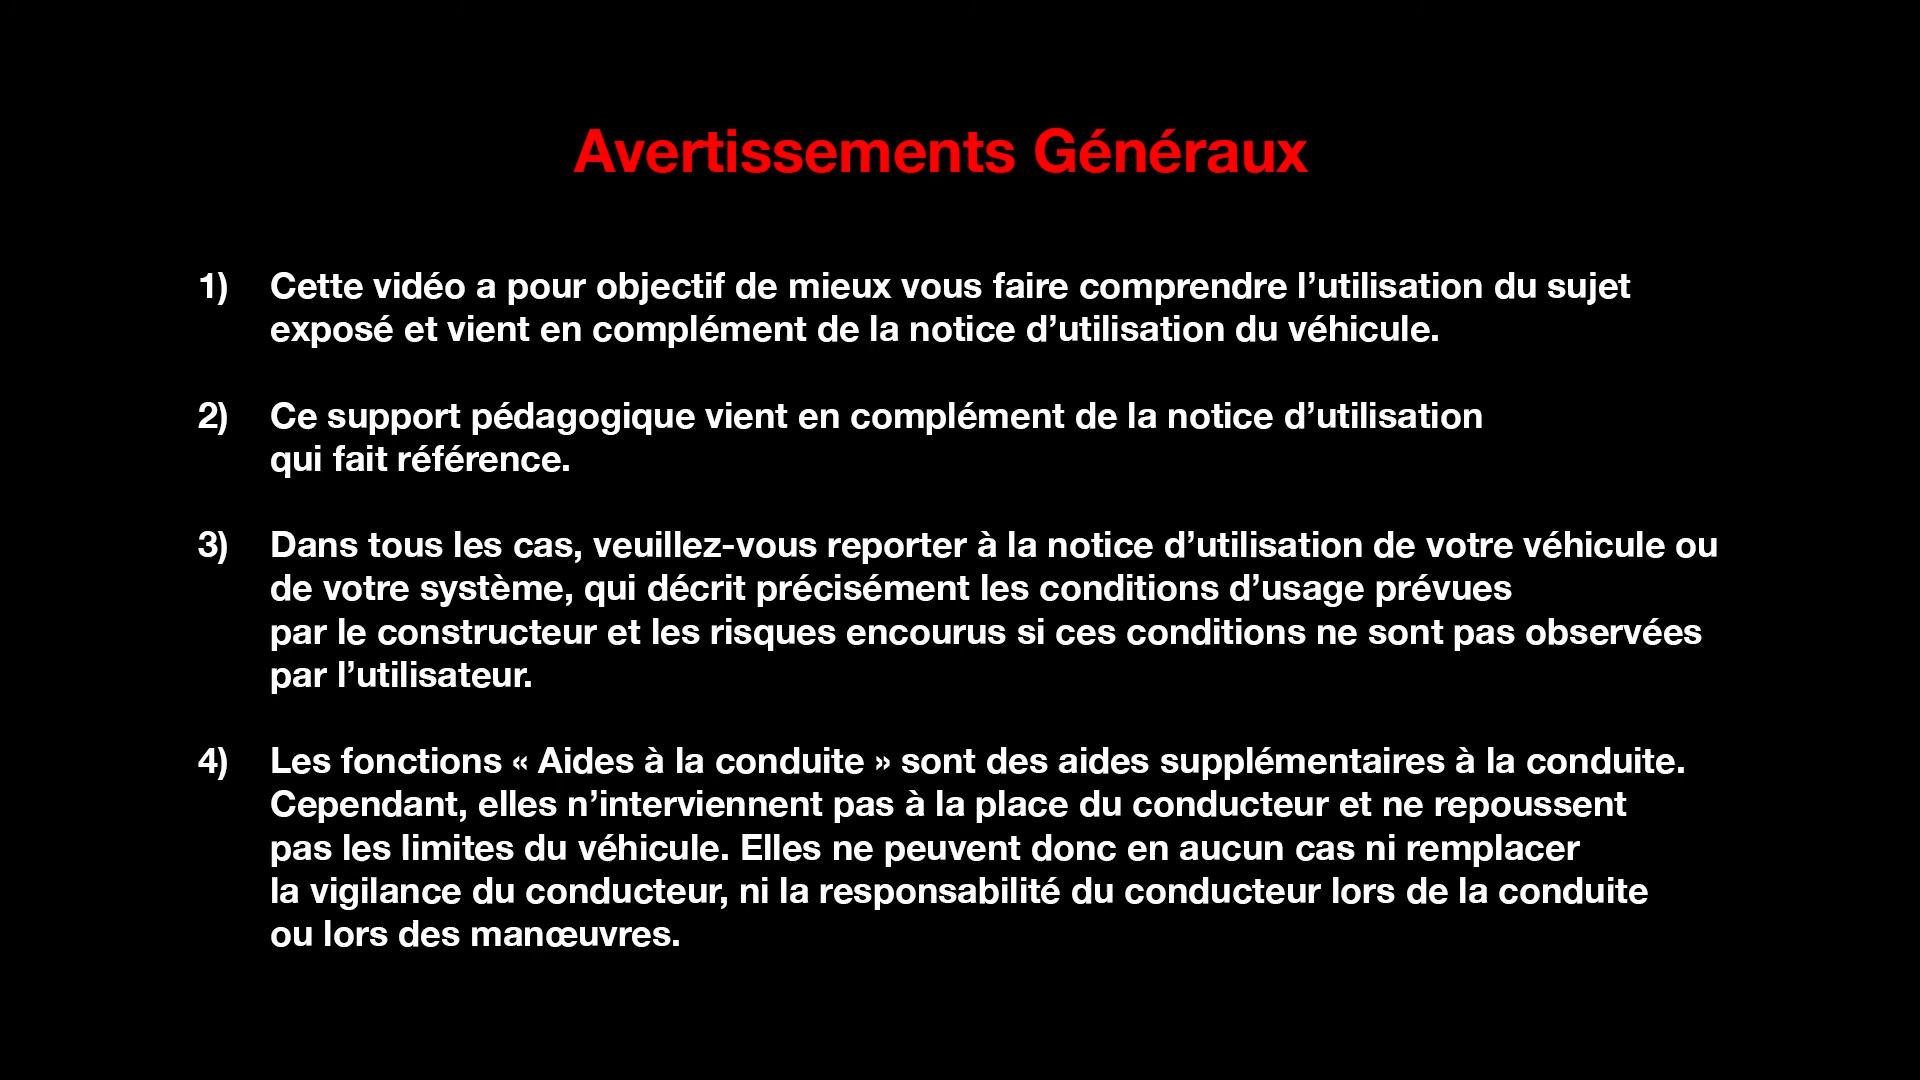 Avertissements Généraux
1) Cette vidéo a pour objectif de mieux vous faire comprendre l’utilisation du sujet
exposé et vient en complément de la notice d’utilisation du véhicule.
2) Ce support pédagogique vient en complément de la notice d’utilisation
qui fait référence.
3) Dans tous les cas, veuillez-vous reporter à la notice d’utilisation de votre véhicule ou
de votre système, qui décrit précisément les conditions d’usage prévues
par le constructeur et les risques encourus si ces conditions ne sont pas observées
par l’utilisateur.
4) Les fonctions « Aides à la conduite » sont des aides supplémentaires à la conduite.
Cependant, elles n’interviennent pas à la place du conducteur et ne repoussent
pas les limites du véhicule. Elles ne peuvent donc en aucun cas ni remplacer
la vigilance du conducteur, ni la responsabilité du conducteur lors de la conduite
ou lors des manœuvres.